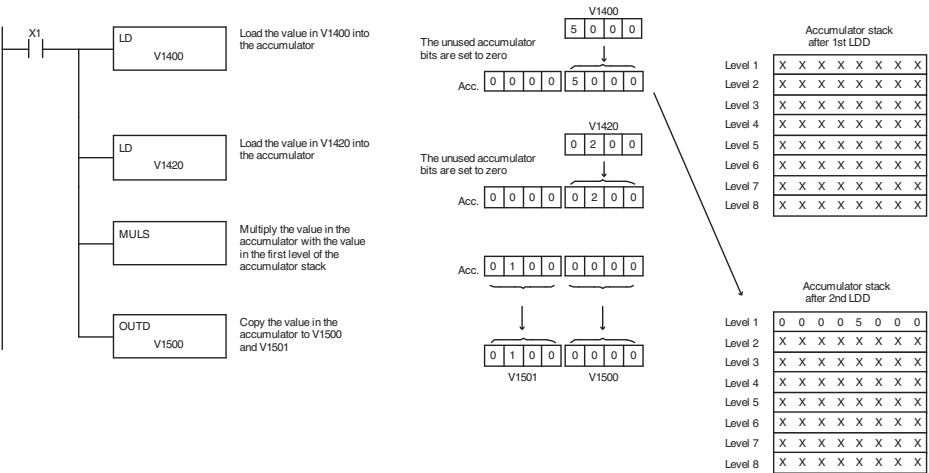 X1
LD
V1400
Load the value in V1400 into
the accumulator
LD
V1420
Load the value in V1420 into
the accumulator
MULS
Multiply the value in the
accumulator with the value
in the first level of the
accumulator stack
OUTD
V1500
Copy the value in the
accumulator to V1500
and V1501
V1400
5 0 0 0
The unused accumulator
bits are set to zero
Acc. 0 0 0 0 5 0 0 0
V1420
0 2 0 0
The unused accumulator
bits are set to zero
Acc. 0 0 0 0 0 2 0 0
Acc. 0 1 0 0 0 0 0 0
0 1 0 0 0 0 0 0
V1501 V1500
Accumulator stack
after 1st LDD
Level 1 X X X X X X X X
Level 2 X X X X X X X X
Level 3 X X X X X X X X
Level 4 X X X X X X X X
Level 5 X X X X X X X X
Level 6 X X X X X X X X
Level 7 X X X X X X X X
Level 8 X X X X X X X X
Accumulator stack
after 2nd LDD
Level 1 0 0 0 0 5 0 0 0
Level 2 X X X X X X X X
Level 3 X X X X X X X X
Level 4 X X X X X X X X
Level 5 X X X X X X X X
Level 6 X X X X X X X X
Level 7 X X X X X X X X
Level 8 X X X X X X X X